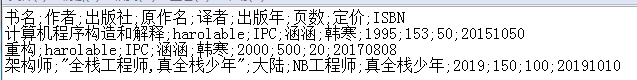 书名;作者;出版社;原作名;译者;出版年;页数;定价;ISBN
计算机程序构造和解释;harolable;IPC;涵涵;韩寒;1995;153;50;20151050
重构;harolable;IPC;涵涵;韩寒;2000;500;20;20170808
架构师;"全栈工程师,真全栈少年";大陆;NB工程师;真全栈少年;2019;150;100;20191010